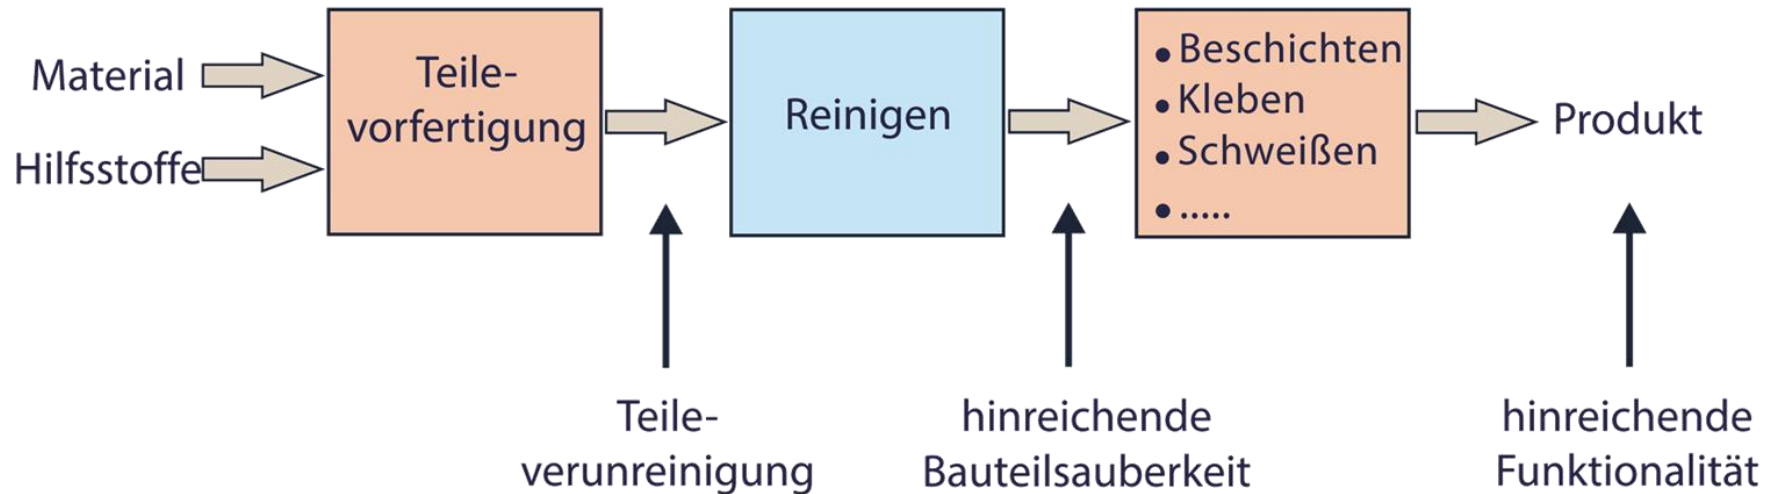 Material
Hilfsstoffe
Teile-
vorfertigung
Reinigen
• Beschichten
• Kleben
• Schweißen
• .....
Produkt
Teile-
verunreinigung
hinreichende
Bauteilsauberkeit
hinreichende
Funktionalität